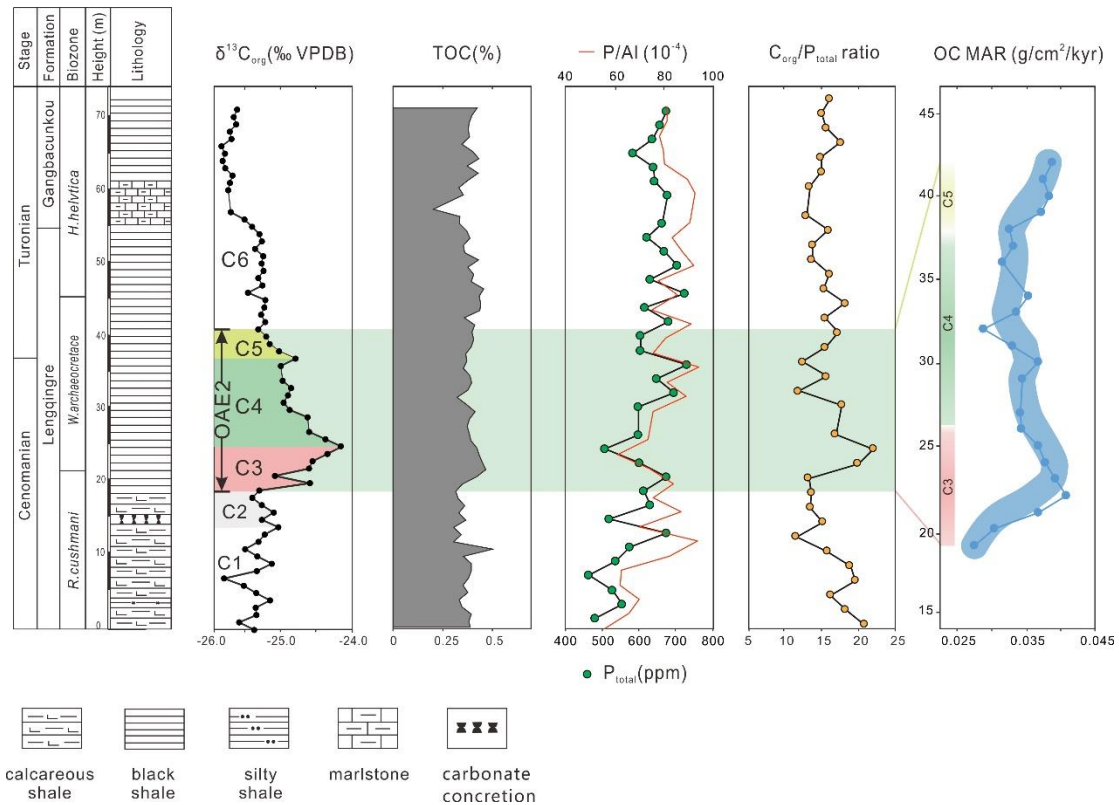 Stage
Formation
Biozone
Height (m)
Lithology
δ¹³Corg(‰ VPDB)
TOC(%)
P/Al (10⁻⁴)
Corg/Ptotal ratio
OC MAR (g/cm²/kyr)
40 60 80 100
Turonian
Cenomanian
Gangbacunkou
Lengqingre
H.helvtica
W.archaeocretace
R.cushmani
70
60
50
40
30
20
10
0
C6
C5
C4
C3
C2
C1
OAE2
-26.0 -25.0 -24.0
0 0.5
400 500 600 700 800
5 10 15 20 25
45
40
35
30
25
20
15
C5
C4
C3
0.025 0.035 0.045
Ptotal(ppm)
calcareous
shale
black
shale
silty
shale
marlstone
carbonate
concretion